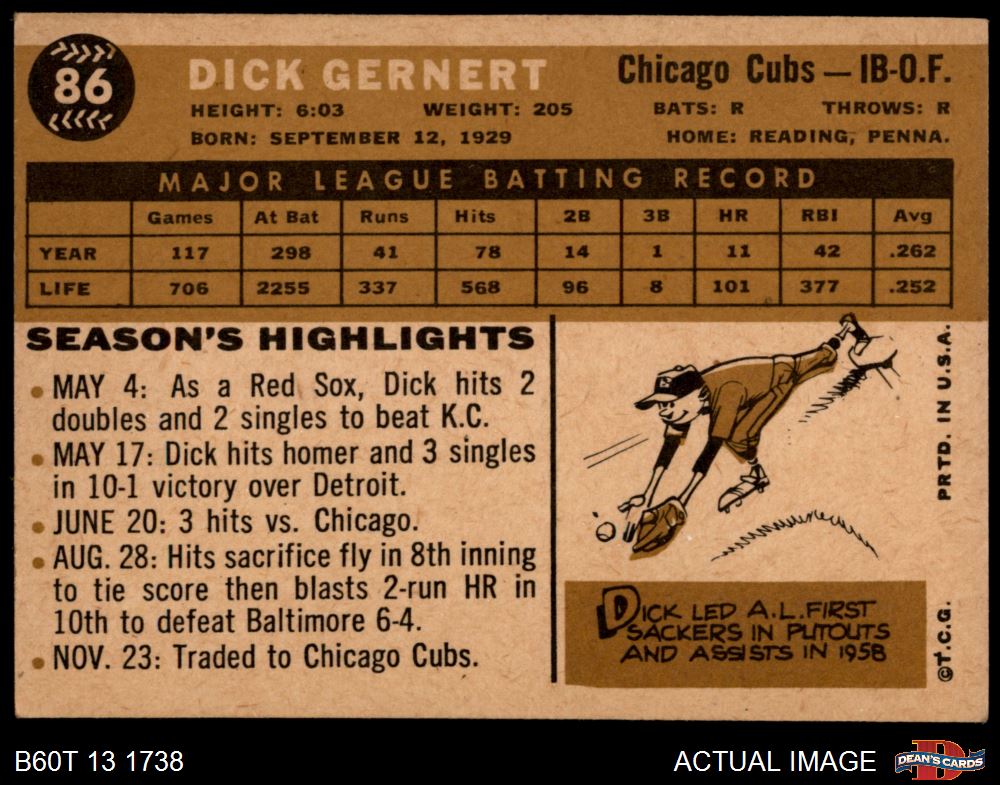 86
DICK GERNERT
Chicago Cubs — IB-O.F.
HEIGHT: 6:03 WEIGHT: 205 BATS: R THROWS: R
BORN: SEPTEMBER 12, 1929 HOME: READING, PENNA.
MAJOR LEAGUE BATTING RECORD
Games At Bat Runs Hits 2B 3B HR RBI Avg
YEAR 117 298 41 78 14 1 11 42 .262
LIFE 706 2255 337 568 96 8 101 377 .252
SEASON'S HIGHLIGHTS
• MAY 4: As a Red Sox, Dick hits 2
doubles and 2 singles to beat K.C.
• MAY 17: Dick hits homer and 3 singles
in 10-1 victory over Detroit.
• JUNE 20: 3 hits vs. Chicago.
• AUG. 28: Hits sacrifice fly in 8th inning
to tie score then blasts 2-run HR in
10th to defeat Baltimore 6-4.
• NOV. 23: Traded to Chicago Cubs.
DICK LED A.L. FIRST
SACKERS IN PUTOUTS
AND ASSISTS IN 1958
©T.C.G. PRTD. IN U.S.A.
B60T 13 1738
ACTUAL IMAGE
DEAN'S CARDS